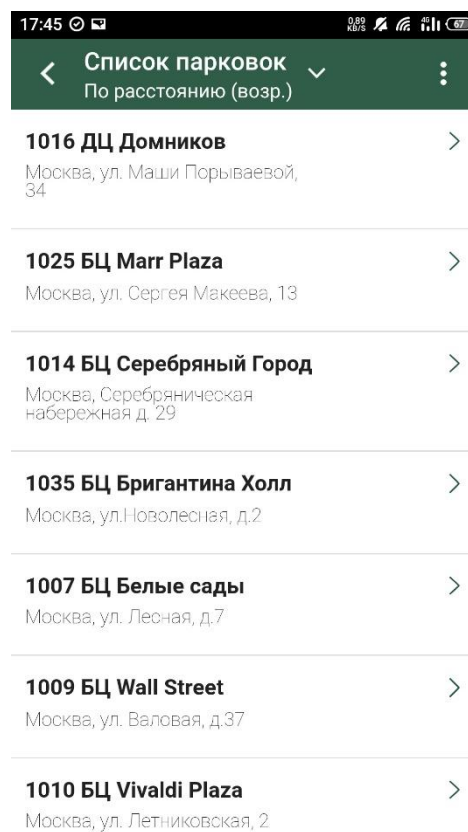 17:45
0,89
KB/S
4G
67
Список парковок
По расстоянию (возр.)
1016 ДЦ Домников
Москва, ул. Маши Порываевой,
34
1025 БЦ Marr Plaza
Москва, ул. Сергея Макеева, 13
1014 БЦ Серебряный Город
Москва, Серебряническая
набережная д. 29
1035 БЦ Бригантина Холл
Москва, ул.Новолесная, д.2
1007 БЦ Белые сады
Москва, ул. Лесная, д.7
1009 БЦ Wall Street
Москва, ул. Валовая, д.37
1010 БЦ Vivaldi Plaza
Москва, ул. Летниковская, 2